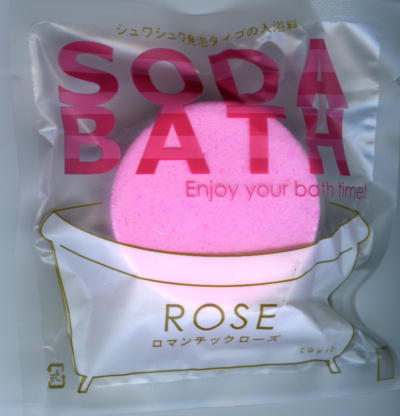 シュワシュワ発泡タイプの入浴料
SODA
BATH
Enjoy your bath time!
ROSE
ロマンチックローズ